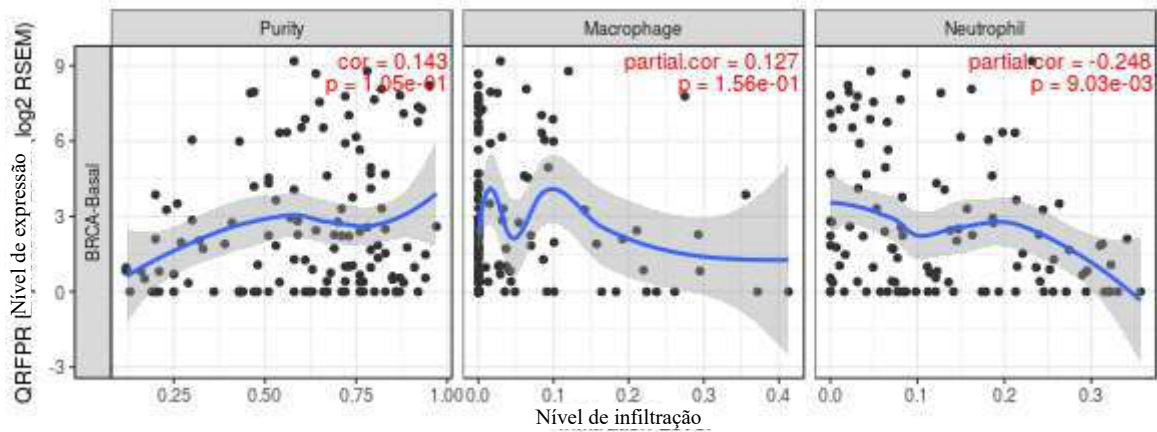 Purity
Macrophage
Neutrophil
cor = 0.143
p = 1.05e-01
partial.cor = 0.127
p = 1.56e-01
partial.cor = -0.248
p = 9.03e-03
QRFPR Nível de expressão (log2 RSEM)
BRCA-Basal
9
6
3
0
-3
0.25 0.50 0.75 1.00
0.0 0.1 0.2 0.3 0.4
0.0 0.1 0.2 0.3
Nível de infiltração